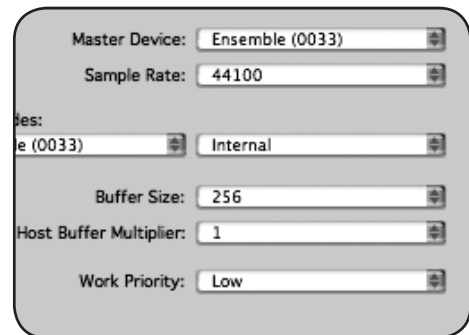 Master Device: Ensemble (0033)
Sample Rate: 44100
des:
le (0033) Internal
Buffer Size: 256
Host Buffer Multiplier: 1
Work Priority: Low